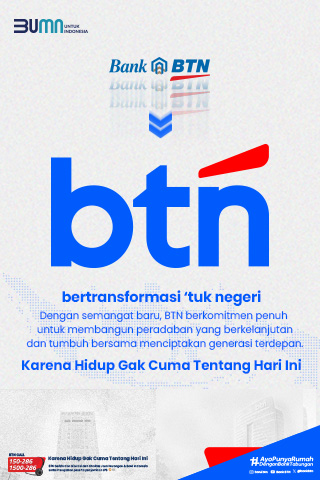 BUMN UNTUK
INDONESIA
Bank BTN
btn
bertransformasi ‘tuk negeri
Dengan semangat baru, BTN berkomitmen penuh
untuk membangun peradaban yang berkelanjutan
dan tumbuh bersama menciptakan generasi terdepan.
Karena Hidup Gak Cuma Tentang Hari Ini
BTN CALL
150-286
1500-286
Karena Hidup Gak Cuma Tentang Hari Ini
#AyoPunyaRumah
DenganBankTabungan